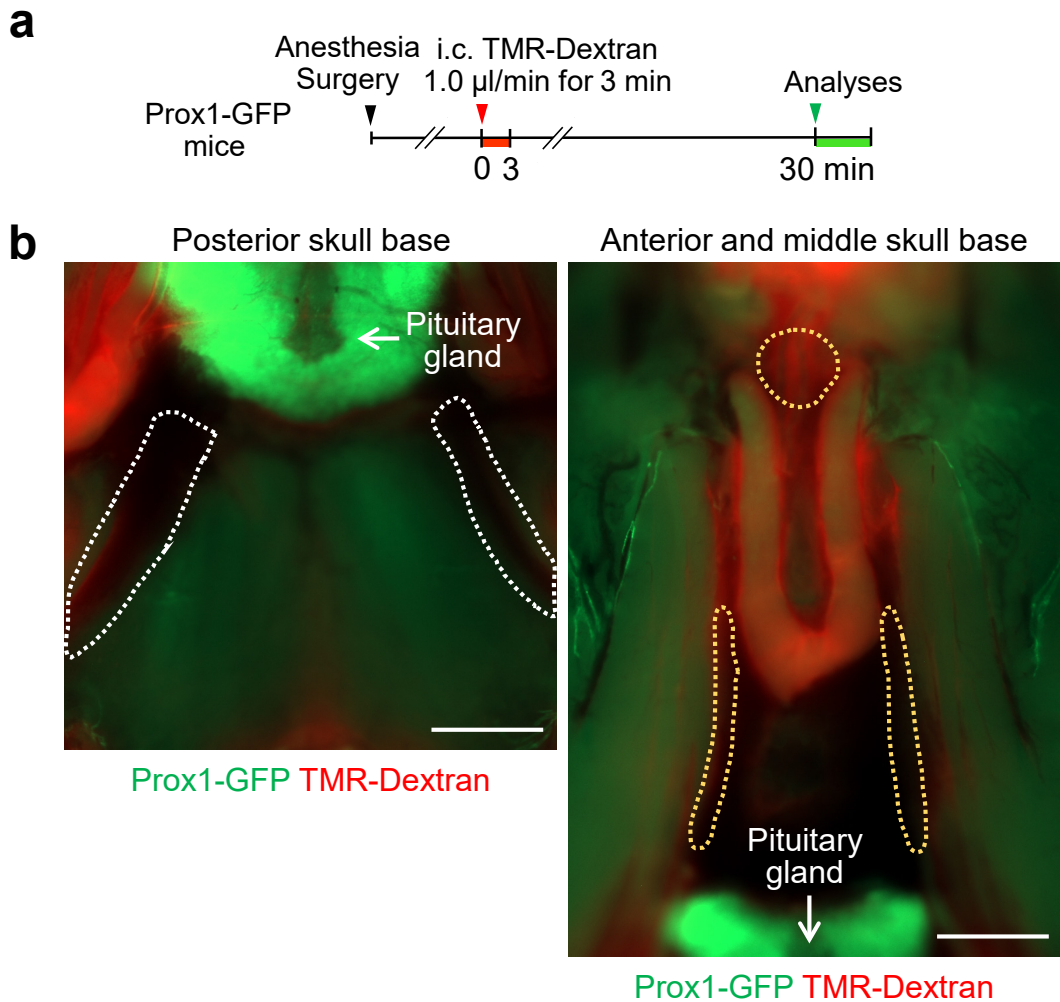 a
Anesthesia
Surgery
i.c. TMR-Dextran
1.0 µl/min for 3 min
Analyses
Prox1-GFP
mice
0 3
30 min
b
Posterior skull base
Anterior and middle skull base
Pituitary
gland
Pituitary
gland
Prox1-GFP TMR-Dextran
Prox1-GFP TMR-Dextran